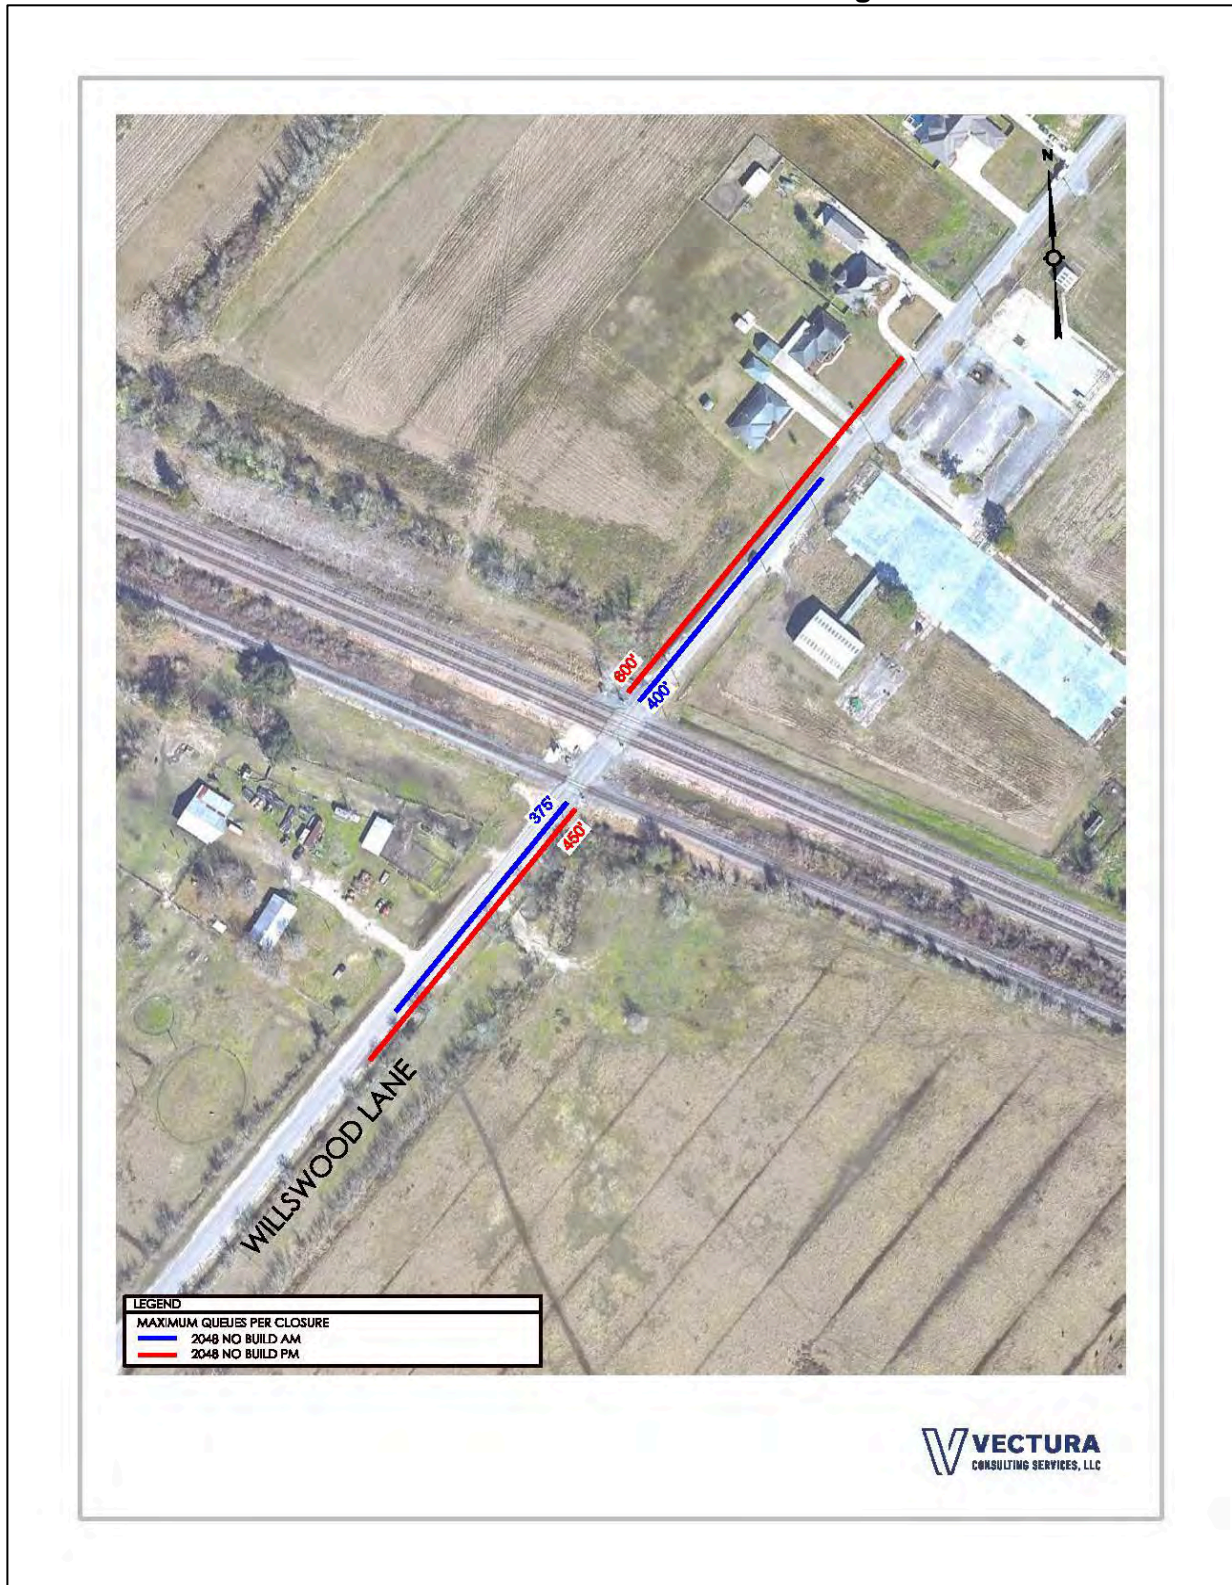 N
600'
400'
375'
450'
WILLSWOOD LANE
LEGEND
MAXIMUM QUEUES PER CLOSURE
2048 NO BUILD AM
2048 NO BUILD PM
VECTURA
CONSULTING SERVICES, LLC